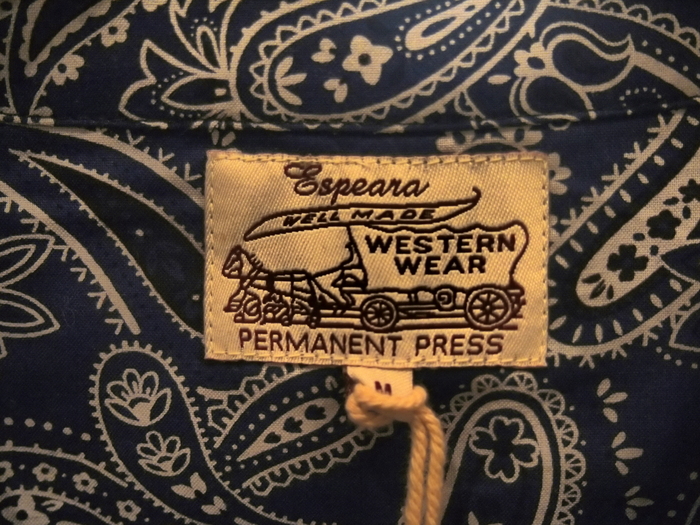 Espeara
WELL MADE
WESTERN
WEAR
PERMANENT PRESS
M